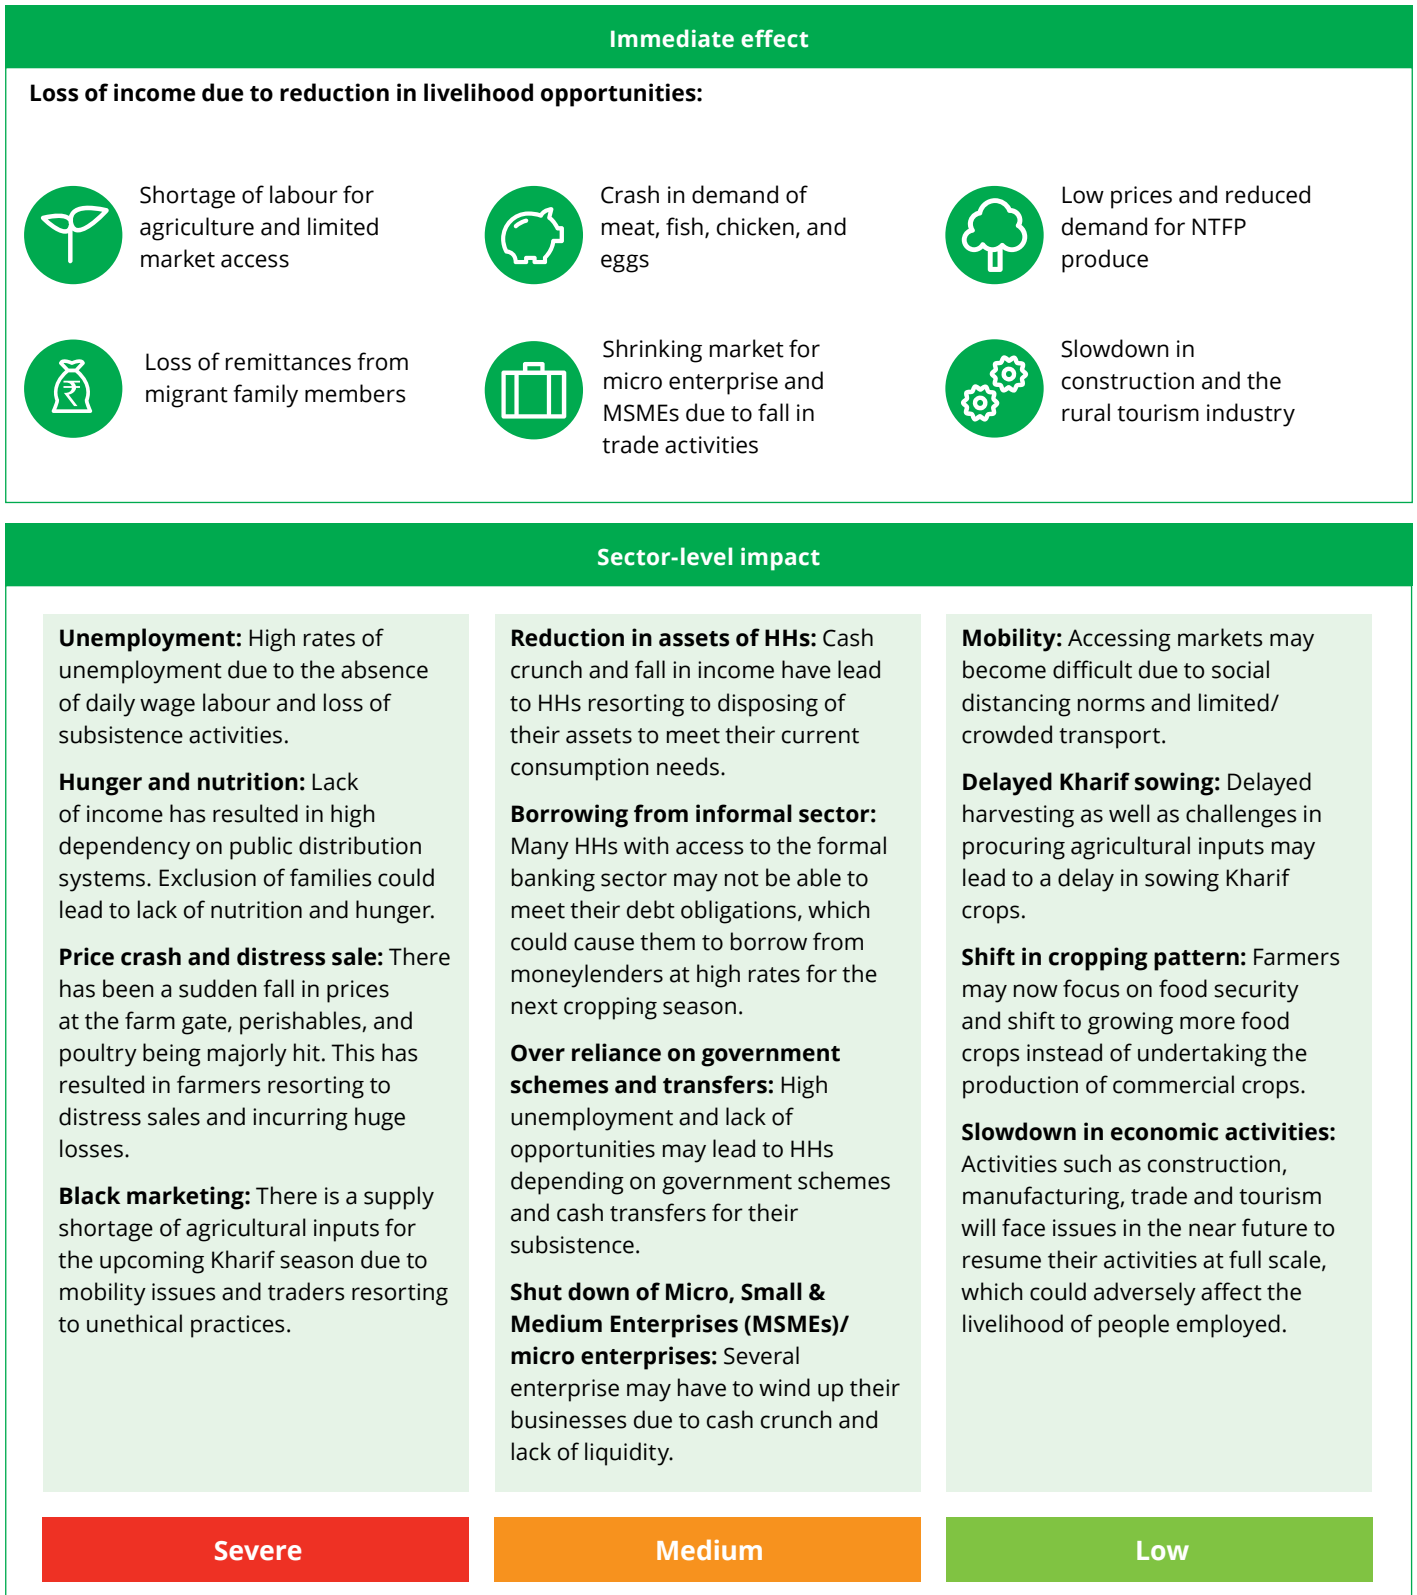 Immediate effect
Loss of income due to reduction in livelihood opportunities:
Shortage of labour for
agriculture and limited
market access
Crash in demand of
meat, fish, chicken, and
eggs
Low prices and reduced
demand for NTFP
produce
₹
Loss of remittances from
migrant family members
Shrinking market for
micro enterprise and
MSMEs due to fall in
trade activities
Slowdown in
construction and the
rural tourism industry
Sector-level impact
Unemployment: High rates of
unemployment due to the absence
of daily wage labour and loss of
subsistence activities.
Hunger and nutrition: Lack
of income has resulted in high
dependency on public distribution
systems. Exclusion of families could
lead to lack of nutrition and hunger.
Price crash and distress sale: There
has been a sudden fall in prices
at the farm gate, perishables, and
poultry being majorly hit. This has
resulted in farmers resorting to
distress sales and incurring huge
losses.
Black marketing: There is a supply
shortage of agricultural inputs for
the upcoming Kharif season due to
mobility issues and traders resorting
to unethical practices.
Severe
Reduction in assets of HHs: Cash
crunch and fall in income have lead
to HHs resorting to disposing of
their assets to meet their current
consumption needs.
Borrowing from informal sector:
Many HHs with access to the formal
banking sector may not be able to
meet their debt obligations, which
could cause them to borrow from
moneylenders at high rates for the
next cropping season.
Over reliance on government
schemes and transfers: High
unemployment and lack of
opportunities may lead to HHs
depending on government schemes
and cash transfers for their
subsistence.
Shut down of Micro, Small &
Medium Enterprises (MSMEs)/
micro enterprises: Several
enterprise may have to wind up their
businesses due to cash crunch and
lack of liquidity.
Medium
Mobility: Accessing markets may
become difficult due to social
distancing norms and limited/
crowded transport.
Delayed Kharif sowing: Delayed
harvesting as well as challenges in
procuring agricultural inputs may
lead to a delay in sowing Kharif
crops.
Shift in cropping pattern: Farmers
may now focus on food security
and shift to growing more food
crops instead of undertaking the
production of commercial crops.
Slowdown in economic activities:
Activities such as construction,
manufacturing, trade and tourism
will face issues in the near future to
resume their activities at full scale,
which could adversely affect the
livelihood of people employed.
Low